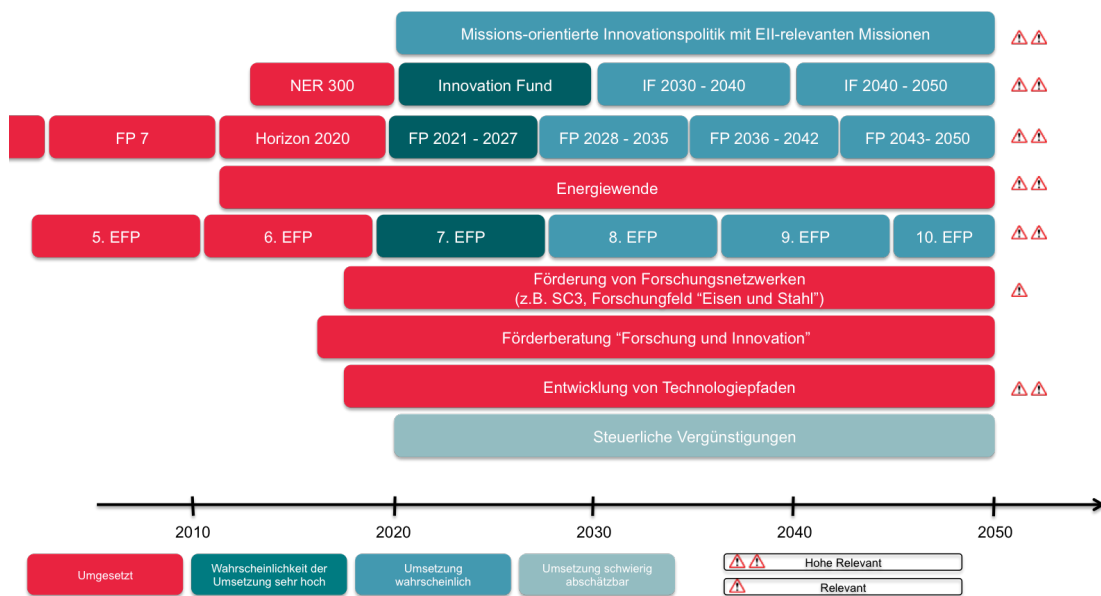 Missions-orientierte Innovationspolitik mit EII-relevanten Missionen
NER 300
Innovation Fund
IF 2030 - 2040
IF 2040 - 2050
FP 7
Horizon 2020
FP 2021 - 2027
FP 2028 - 2035
FP 2036 - 2042
FP 2043- 2050
Energiewende
5. EFP
6. EFP
7. EFP
8. EFP
9. EFP
10. EFP
Förderung von Forschungsnetzwerken
(z.B. SC3, Forschungfeld “Eisen und Stahl”)
Förderberatung “Forschung und Innovation”
Entwicklung von Technologiepfaden
Steuerliche Vergünstigungen
2010
2020
2030
2040
2050
Umgesetzt
Wahrscheinlichkeit der
Umsetzung sehr hoch
Umsetzung
wahrscheinlich
Umsetzung schwierig
abschätzbar
Hohe Relevant
Relevant